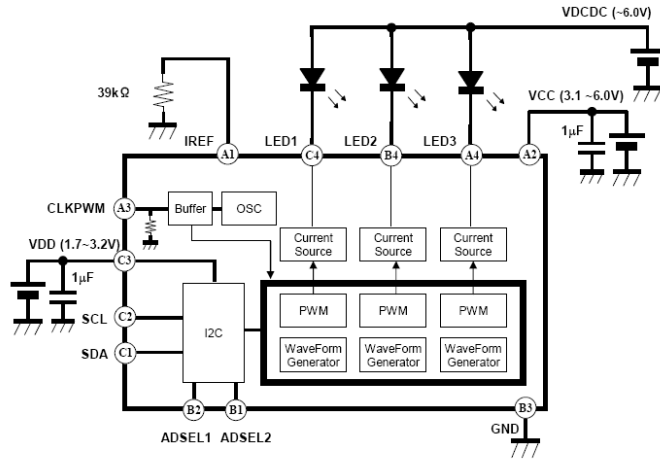 VDCDC (~6.0V)
39kΩ
VCC (3.1 ~6.0V)
1µF
IREF
LED1
LED2
LED3
A1
C4
B4
A4
A2
CLKPWM
A3
Buffer
OSC
VDD (1.7~3.2V)
C3
1µF
Current
Source
Current
Source
Current
Source
SCL
C2
I2C
PWM
PWM
PWM
SDA
C1
WaveForm
Generator
WaveForm
Generator
WaveForm
Generator
B2
B1
B3
ADSEL1
ADSEL2
GND